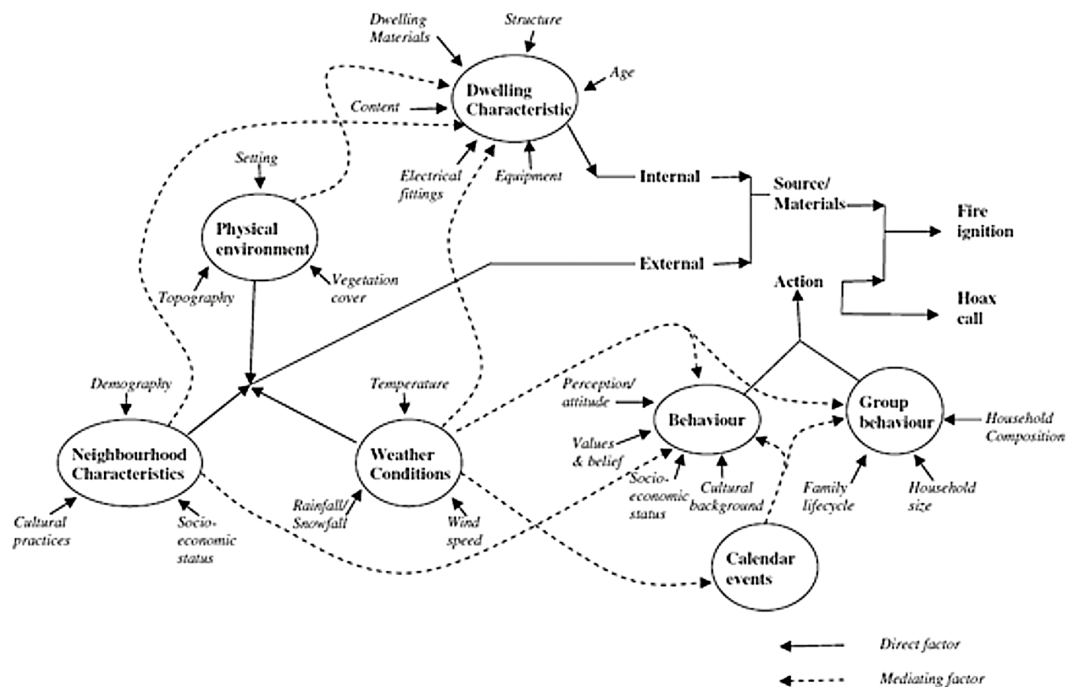 Dwelling
Materials
Structure
Age
Dwelling
Characteristic
Content
Electrical
fittings
Equipment
Setting
Physical
environment
Topography
Vegetation
cover
Internal
External
Source/
Materials
Action
Fire
ignition
Hoax
call
Demography
Neighbourhood
Characteristics
Cultural
practices
Socio-
economic
status
Temperature
Weather
Conditions
Rainfall/
Snowfall
Wind
speed
Perception/
attitude
Behaviour
Values
& belief
Socio-
economic
status
Cultural
background
Group
behaviour
Household
Composition
Family
lifecycle
Household
size
Calendar
events
Direct factor
Mediating factor